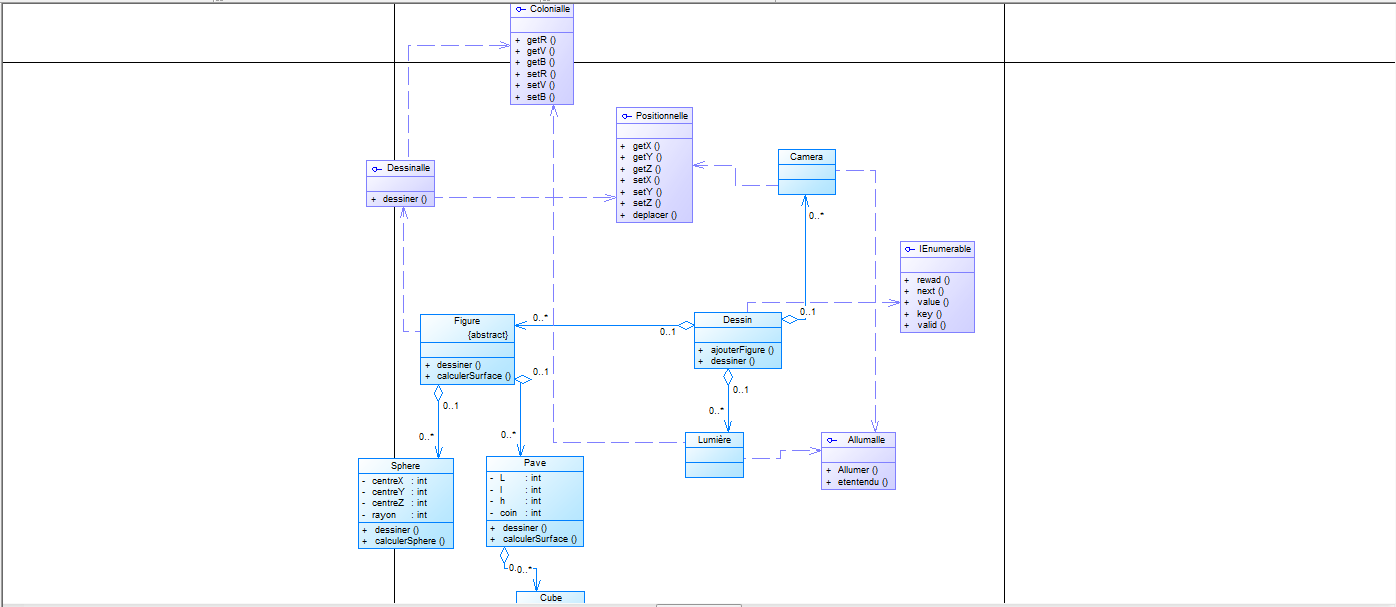 Colonialle
+ getR ()
+ getV ()
+ getB ()
+ setR ()
+ setV ()
+ setB ()
Positionnelle
+ getX ()
+ getY ()
+ getZ ()
+ setX ()
+ setY ()
+ setZ ()
+ deplacer ()
Camera
0..*
Dessinalle
+ dessiner ()
IEnumerable
+ rewad ()
+ next ()
+ value ()
+ key ()
+ valid ()
Figure
{abstract}
+ dessiner ()
+ calculerSurface ()
0..*
0..1
Dessin
+ ajouterFigure ()
+ dessiner ()
0..1
0..1
0..1
0..1
0..*
0..*
0..*
Lumière
Allumalle
+ Allumer ()
+ etentendu ()
Sphere
- centreX : int
- centreY : int
- centreZ : int
- rayon : int
+ dessiner ()
+ calculerSphere ()
Pave
- L : int
- l : int
- h : int
- coin : int
+ dessiner ()
+ calculerSurface ()
0..*
Cube